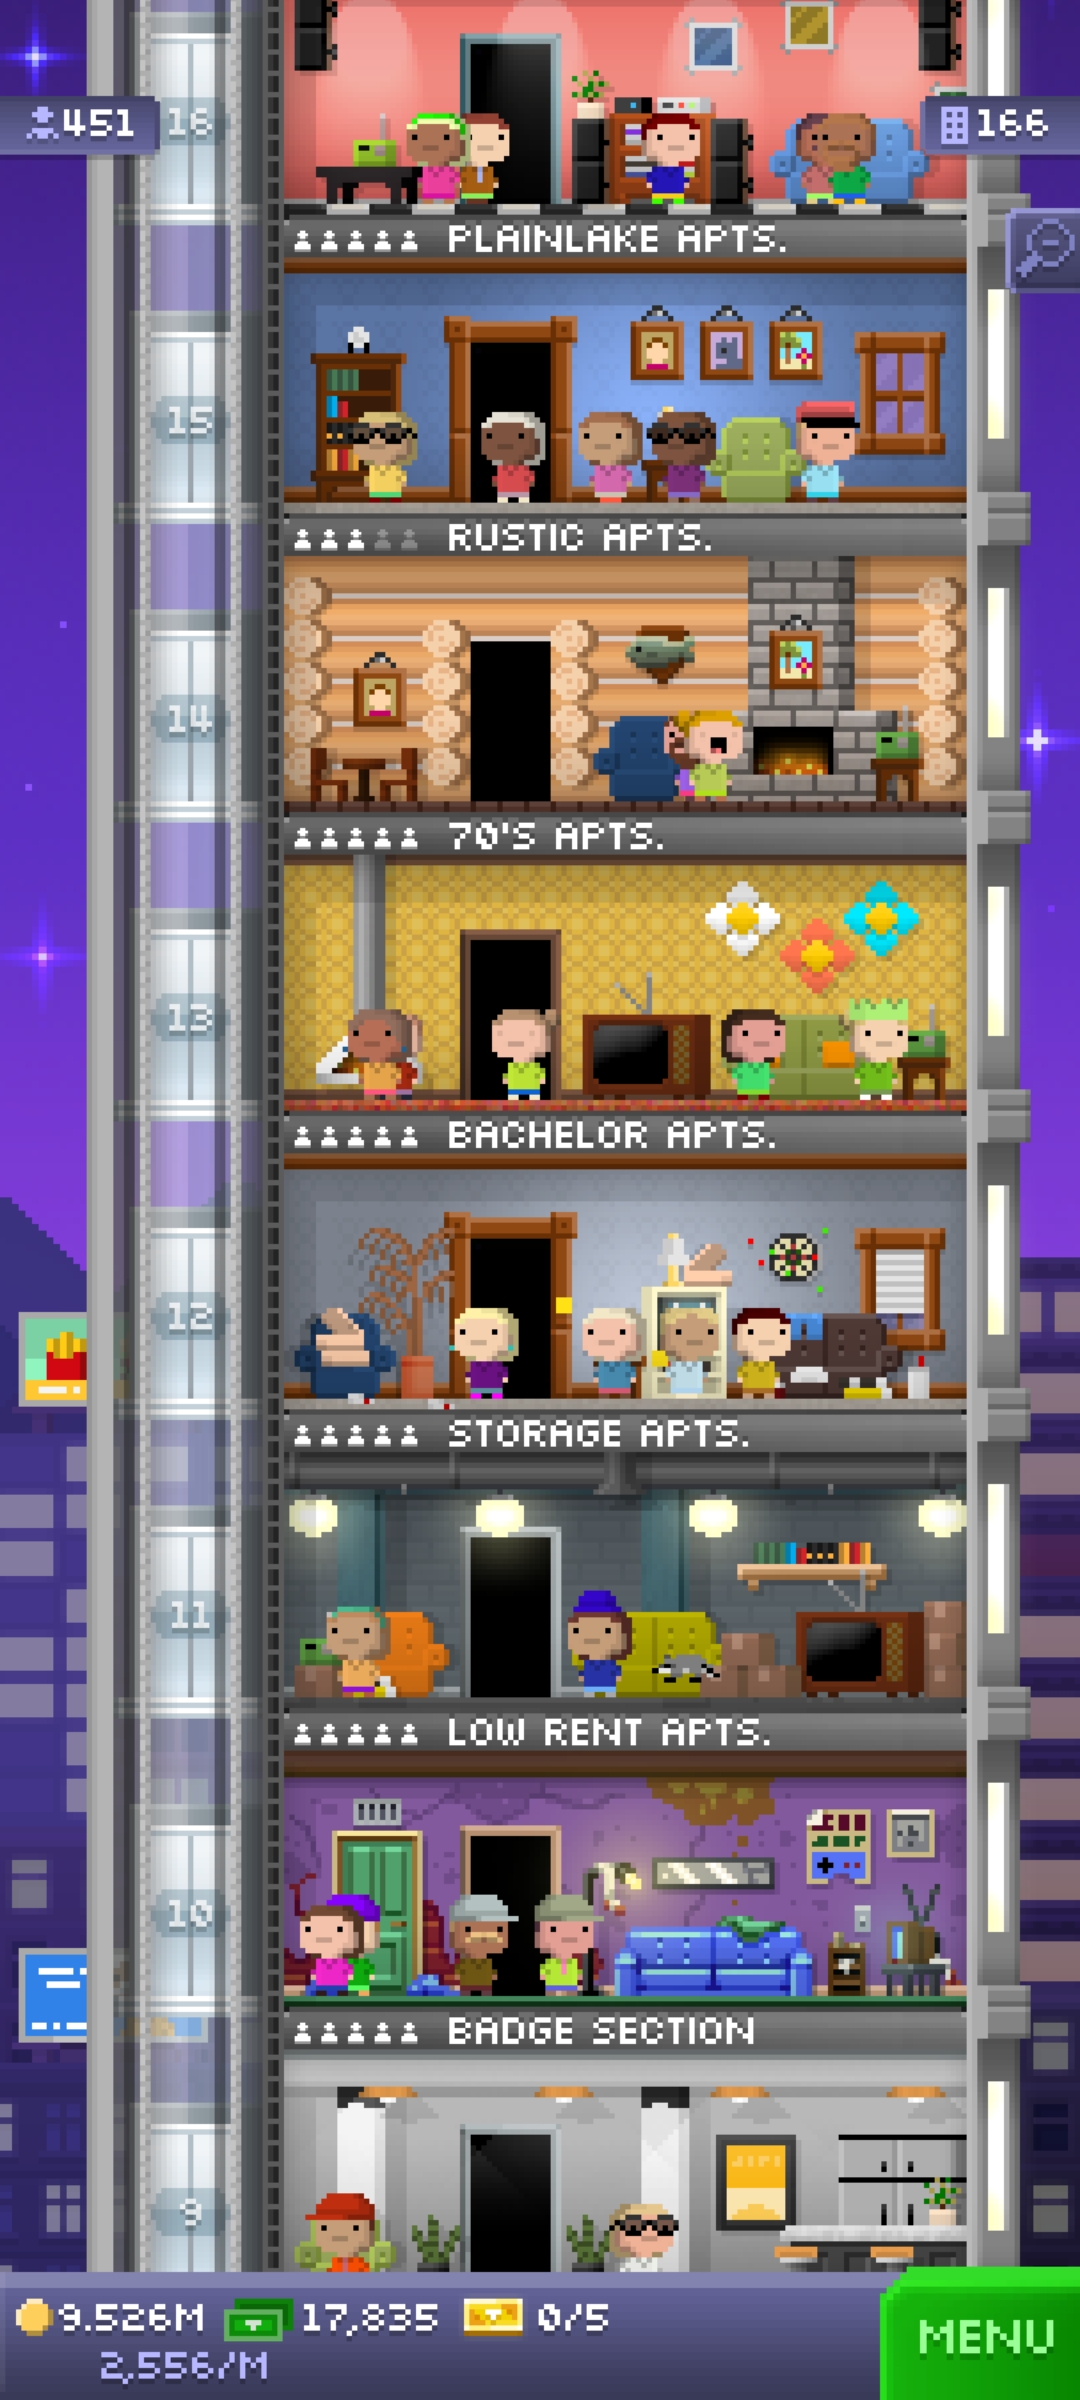 451
16
166
PLAINLAKE APTS.
15
RUSTIC APTS.
14
70'S APTS.
13
BACHELOR APTS.
12
STORAGE APTS.
11
LOW RENT APTS.
10
BADGE SECTION
9
9.526M 17,835 0/5
2,556/M
MENU